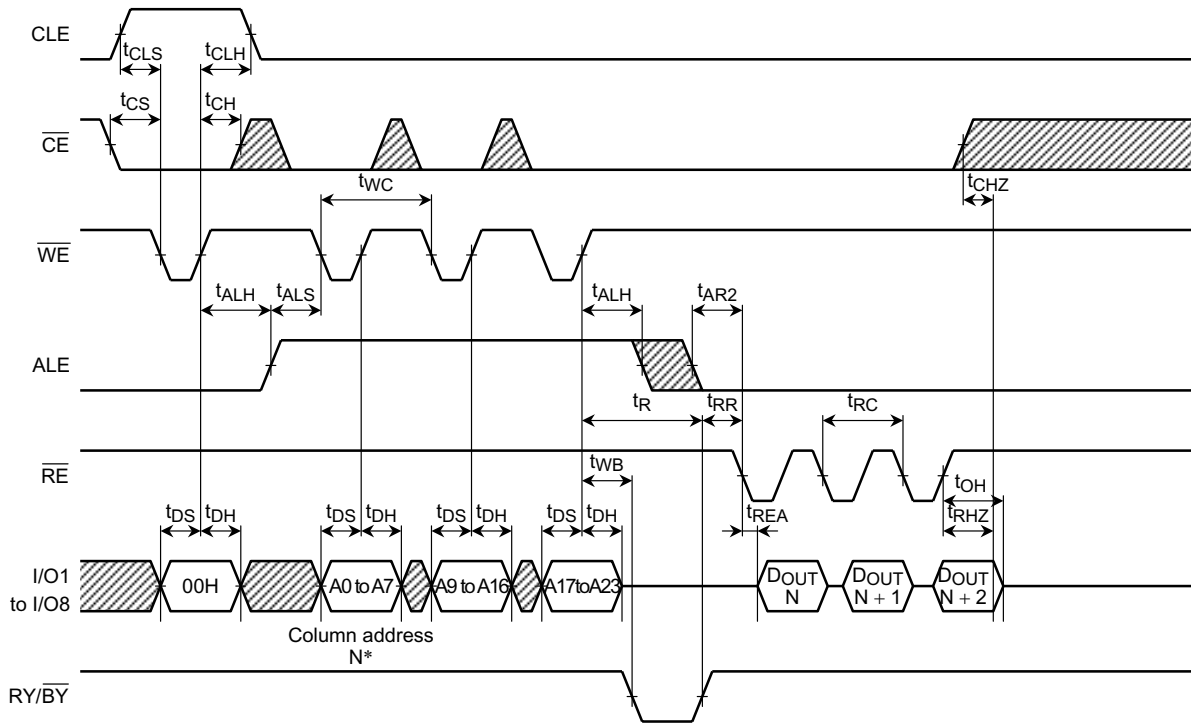 CLE
tCLS
tCLH
tCS
tCH
CE
tWC
tCHZ
WE
tALH
tALS
tALH
tAR2
ALE
tR
tRR
tRC
RE
tWB
tOH
tDS
tDH
tDS
tDH
tDS
tDH
tDS
tDH
tREA
tRHZ
I/O1
to I/O8
00H
A0 to A7
A9 to A16
A17toA23
DOUT
N
DOUT
N + 1
DOUT
N + 2
Column address
N*
RY/BY